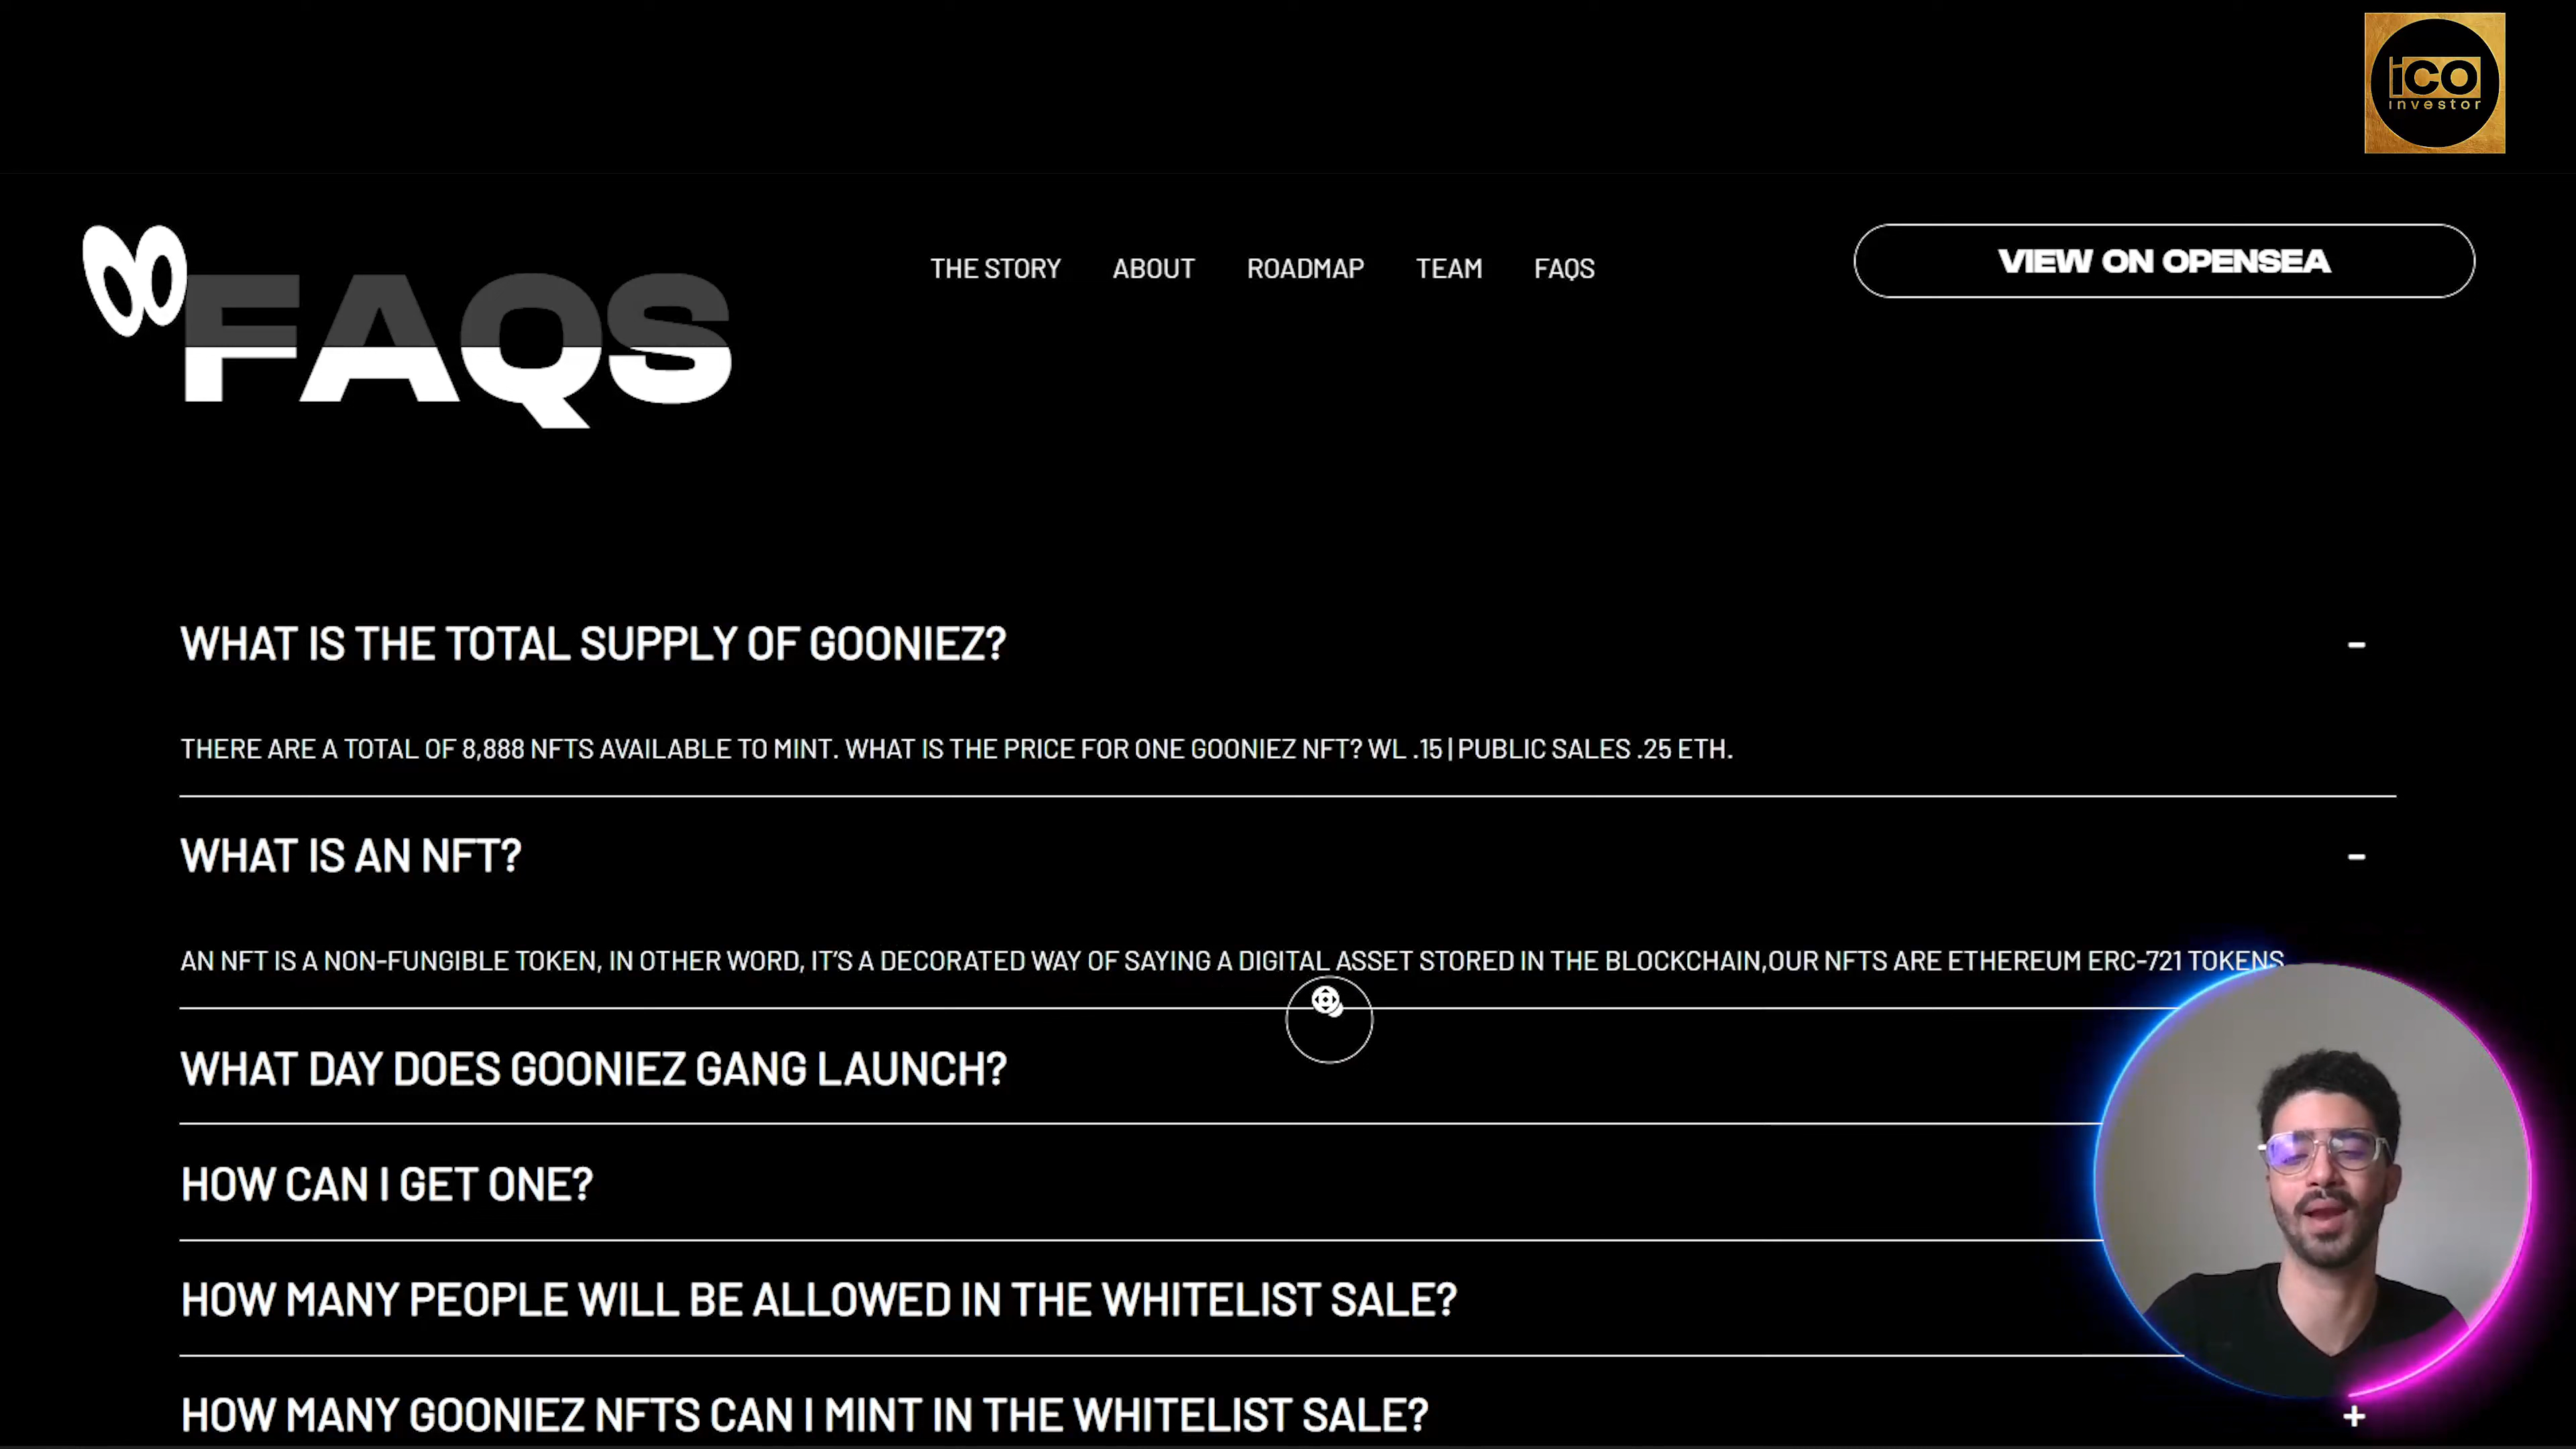 iCO
investor
THE STORY ABOUT ROADMAP TEAM FAQS
VIEW ON OPENSEA
FAQS
WHAT IS THE TOTAL SUPPLY OF GOONIEZ?
THERE ARE A TOTAL OF 8,888 NFTS AVAILABLE TO MINT. WHAT IS THE PRICE FOR ONE GOONIEZ NFT? WL .15 | PUBLIC SALES .25 ETH.
WHAT IS AN NFT?
AN NFT IS A NON-FUNGIBLE TOKEN, IN OTHER WORD, IT'S A DECORATED WAY OF SAYING A DIGITAL ASSET STORED IN THE BLOCKCHAIN,OUR NFTS ARE ETHEREUM ERC-721 TOKENS
WHAT DAY DOES GOONIEZ GANG LAUNCH?
HOW CAN I GET ONE?
HOW MANY PEOPLE WILL BE ALLOWED IN THE WHITELIST SALE?
HOW MANY GOONIEZ NFTS CAN I MINT IN THE WHITELIST SALE?